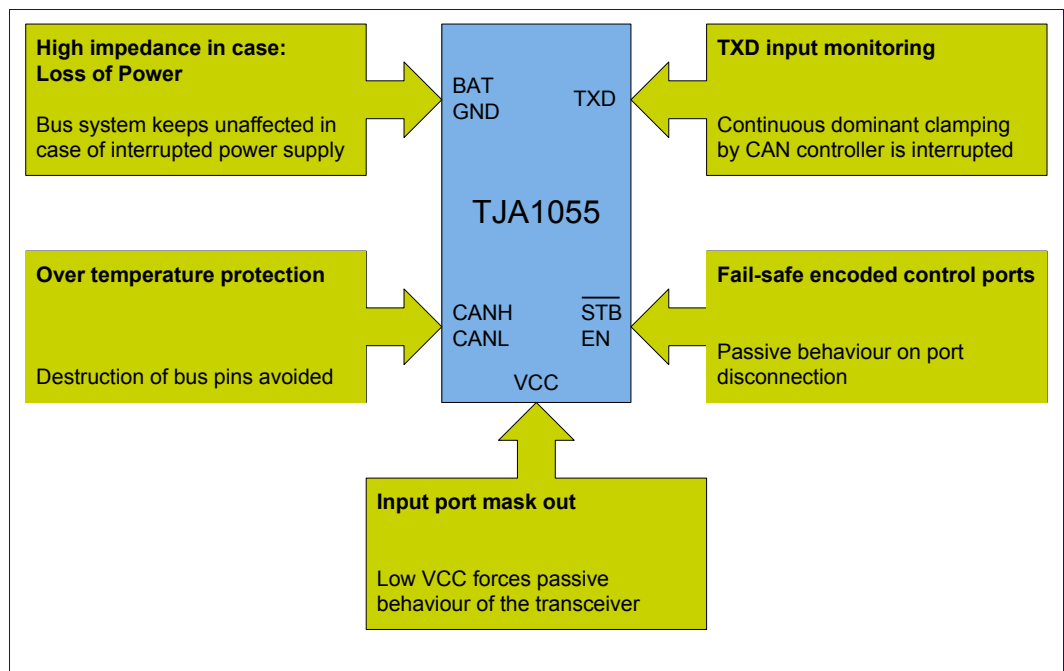 High impedance in case:
Loss of Power
Bus system keeps unaffected in
case of interrupted power supply
BAT
GND
TXD
TXD input monitoring
Continuous dominant clamping
by CAN controller is interrupted
TJA1055
Over temperature protection
Destruction of bus pins avoided
CANH
CANL
S̅T̅B̅
EN
VCC
Fail-safe encoded control ports
Passive behaviour on port
disconnection
Input port mask out
Low VCC forces passive
behaviour of the transceiver